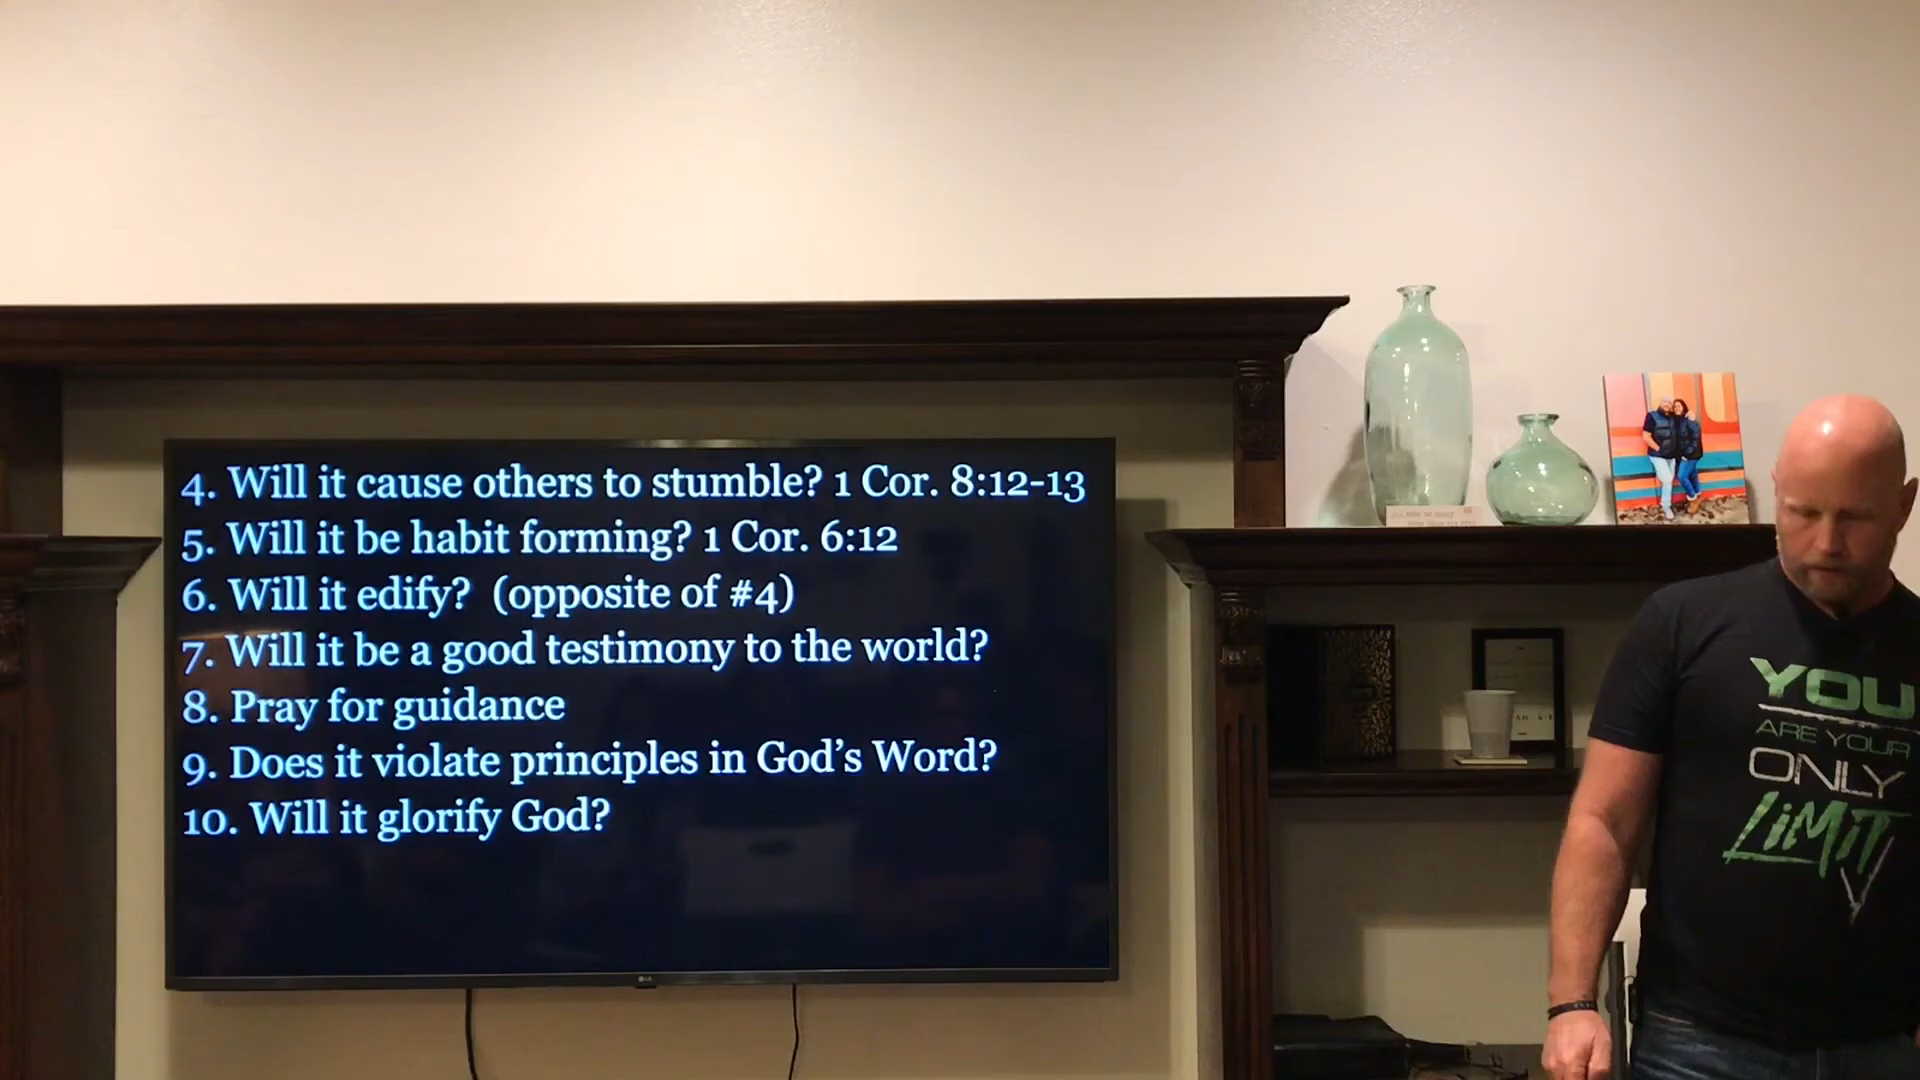 4. Will it cause others to stumble? 1 Cor. 8:12-13
5. Will it be habit forming? 1 Cor. 6:12
6. Will it edify? (opposite of #4)
7. Will it be a good testimony to the world?
8. Pray for guidance
9. Does it violate principles in God's Word?
10. Will it glorify God?
LG
YOU
ARE YOUR
ONLY
LiMiT